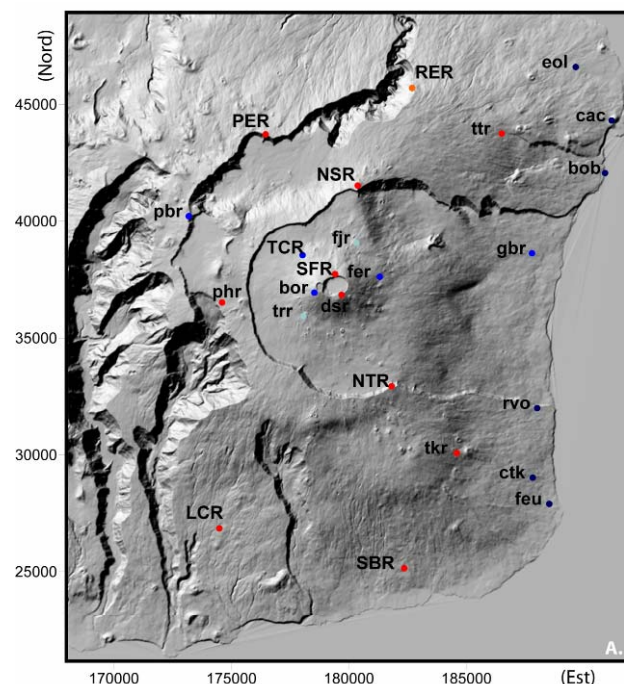 (Nord)
45000
40000
35000
30000
25000
eol
RER
cac
PER
ttr
bob
NSR
pbr
fjr
TCR
gbr
SFR
fer
bor
dsr
phr
trr
NTR
rvo
tkr
ctk
feu
LCR
SBR
A.
170000 175000 180000 185000 (Est)